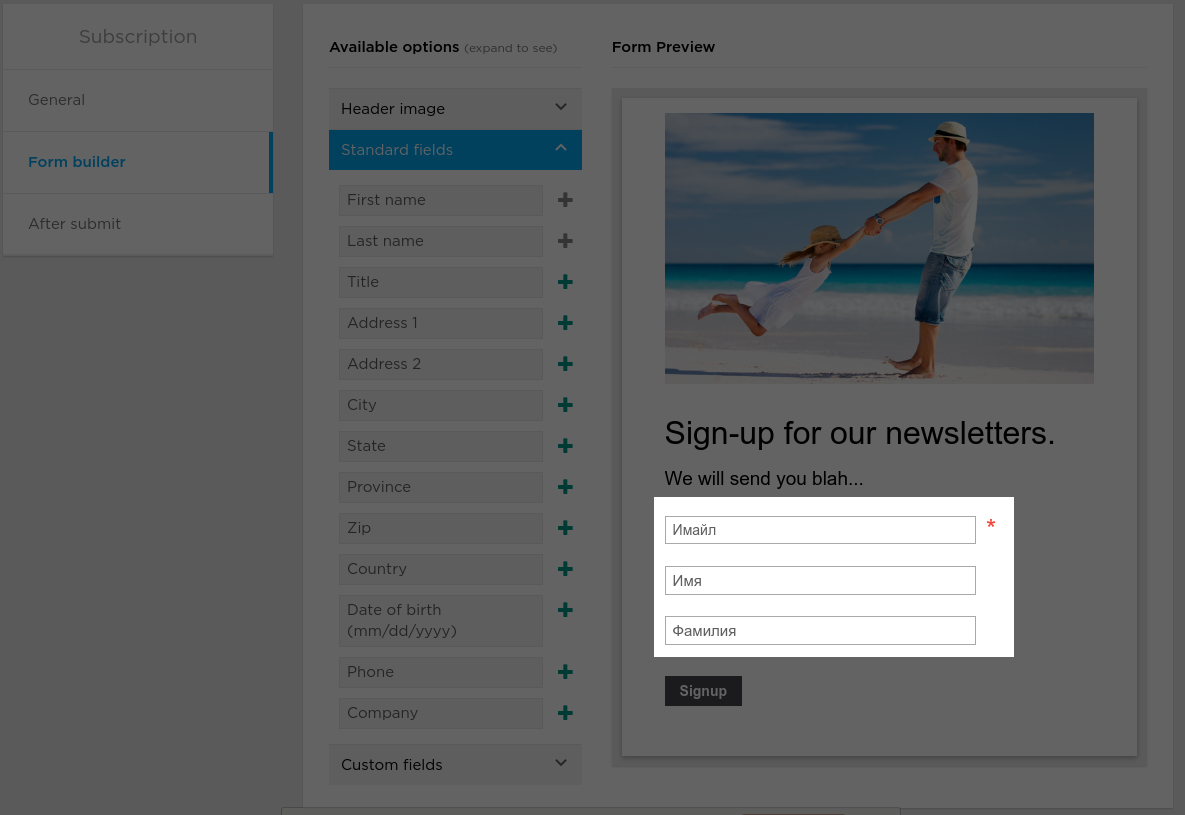 Subscription
General
Form builder
After submit
Available options (expand to see)
Header image
Standard fields
First name
Last name
Title
Address 1
Address 2
City
State
Province
Zip
Country
Date of birth
(mm/dd/yyyy)
Phone
Company
Custom fields
Form Preview
Sign-up for our newsletters.
We will send you blah...
Имайл *
Имя
Фамилия
Signup